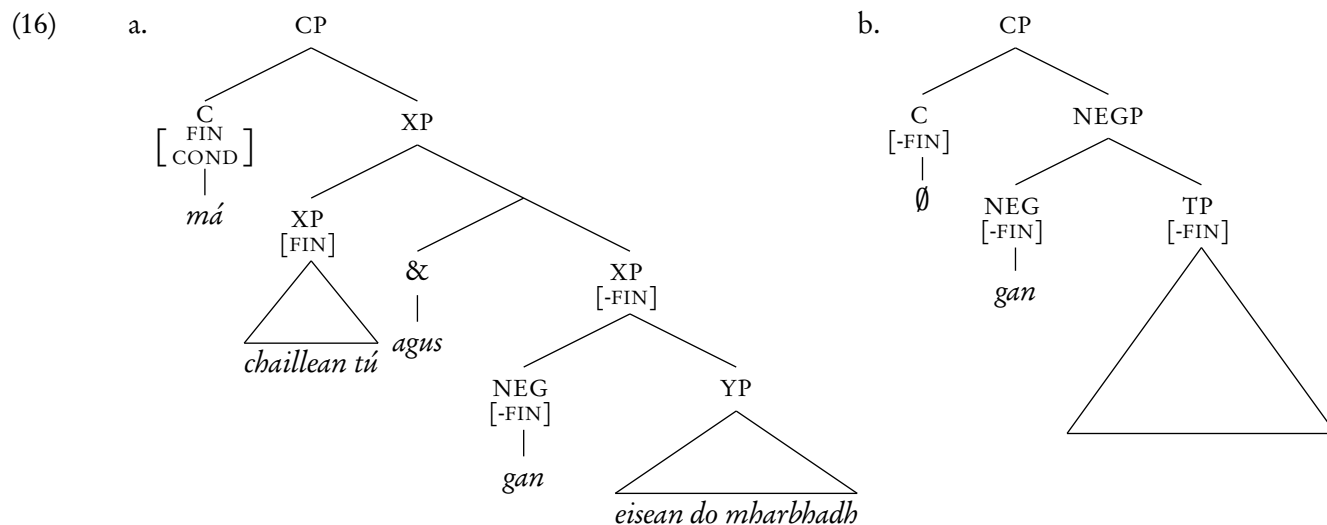 (16) a. CP b. CP
C XP C NEGP
[FIN COND] [-FIN]
má XP ∅ NEG TP
[FIN] & XP [-FIN] [-FIN]
[-FIN] gan
chaillean tú agus
NEG YP
[-FIN]
gan
eisean do mharbhadh